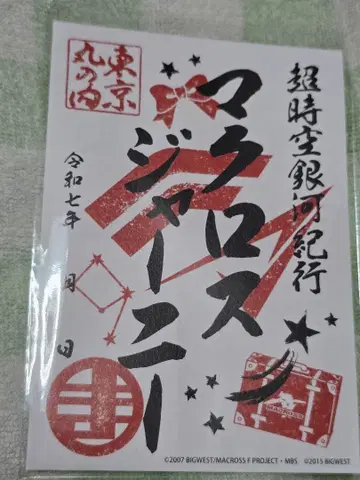 超時空銀河紀行
マクロス
ジャーニー
東京
丸の内
令和七年 月 日
MACROSS
©2007 BIGWEST/MACROSS F PROJECT・MBS ©2015 BIGWEST